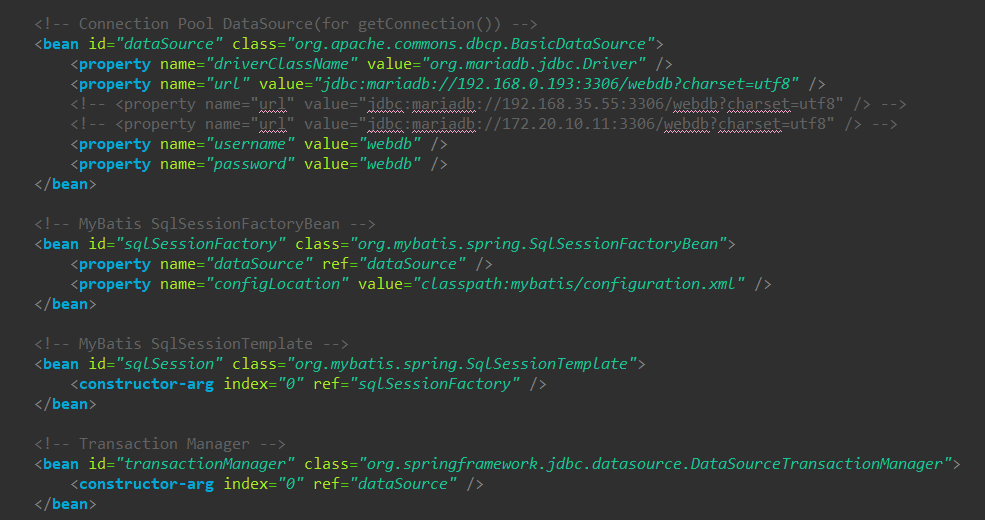 <!-- Connection Pool DataSource(for getConnection()) -->
<bean id="dataSource" class="org.apache.commons.dbcp.BasicDataSource">
<property name="driverClassName" value="org.mariadb.jdbc.Driver" />
<property name="url" value="jdbc:mariadb://192.168.0.193:3306/webdb?charset=utf8" />
<!-- <property name="url" value="jdbc:mariadb://192.168.35.55:3306/webdb?charset=utf8" /> -->
<!-- <property name="url" value="jdbc:mariadb://172.20.10.11:3306/webdb?charset=utf8" /> -->
<property name="username" value="webdb" />
<property name="password" value="webdb" />
</bean>
<!-- MyBatis SqlSessionFactoryBean -->
<bean id="sqlSessionFactory" class="org.mybatis.spring.SqlSessionFactoryBean">
<property name="dataSource" ref="dataSource" />
<property name="configLocation" value="classpath:mybatis/configuration.xml" />
</bean>
<!-- MyBatis SqlSessionTemplate -->
<bean id="sqlSession" class="org.mybatis.spring.SqlSessionTemplate">
<constructor-arg index="0" ref="sqlSessionFactory" />
</bean>
<!-- Transaction Manager -->
<bean id="transactionManager" class="org.springframework.jdbc.datasource.DataSourceTransactionManager">
<constructor-arg index="0" ref="dataSource" />
</bean>